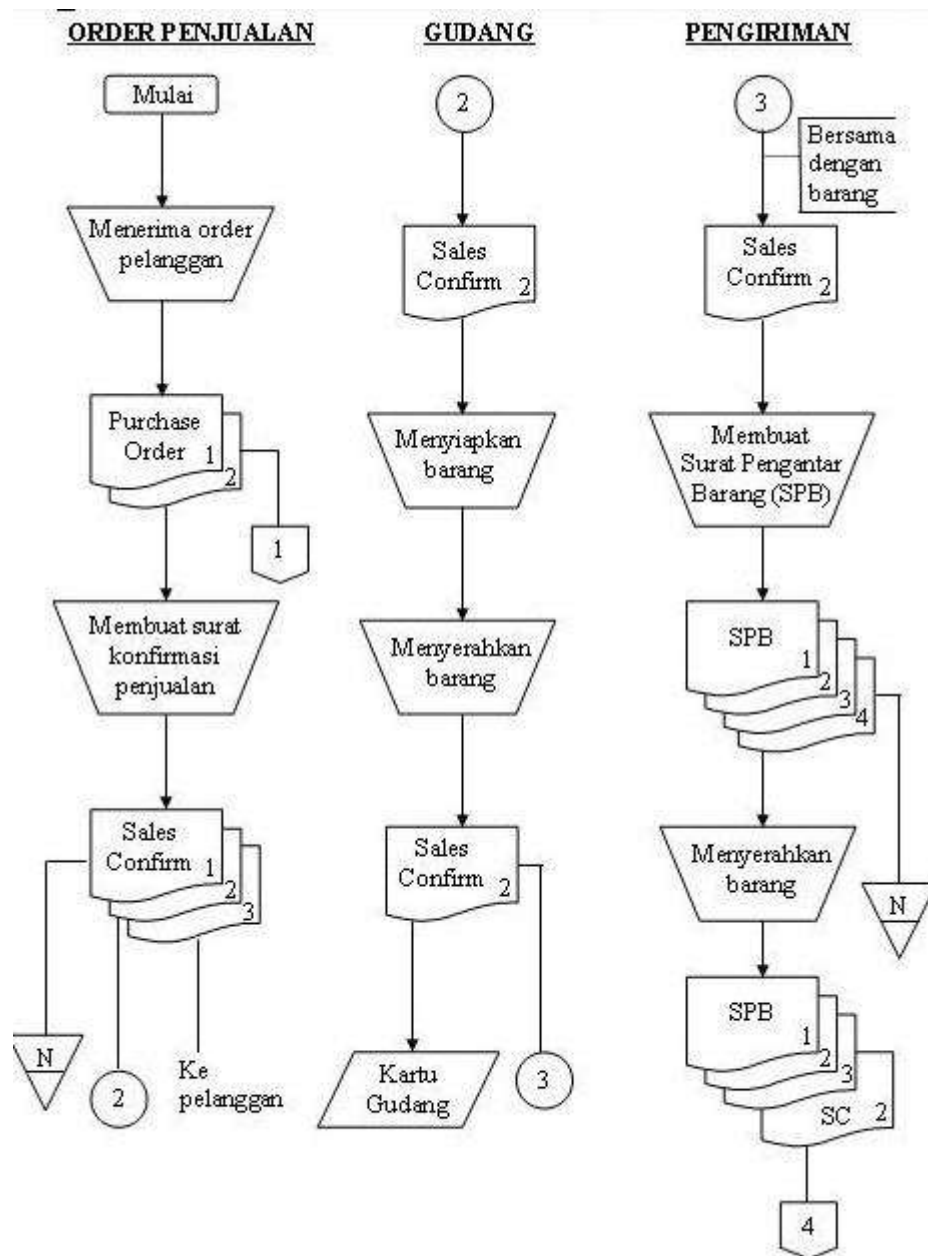 ORDER PENJUALAN
Mulai
Menerima order
pelanggan
Purchase
Order
1
2
1
Membuat surat
konfirmasi
penjualan
Sales
Confirm
1
2
3
N
2
Ke
pelanggan
GUDANG
2
Sales
Confirm
2
Menyiapkan
barang
Menyerahkan
barang
Sales
Confirm
2
Kartu
Gudang
3
PENGIRIMAN
3
Bersama
dengan
barang
Sales
Confirm
2
Membuat
Surat Pengantar
Barang (SPB)
SPB
1
2
3
4
N
Menyerahkan
barang
SPB
1
2
3
SC 2
4